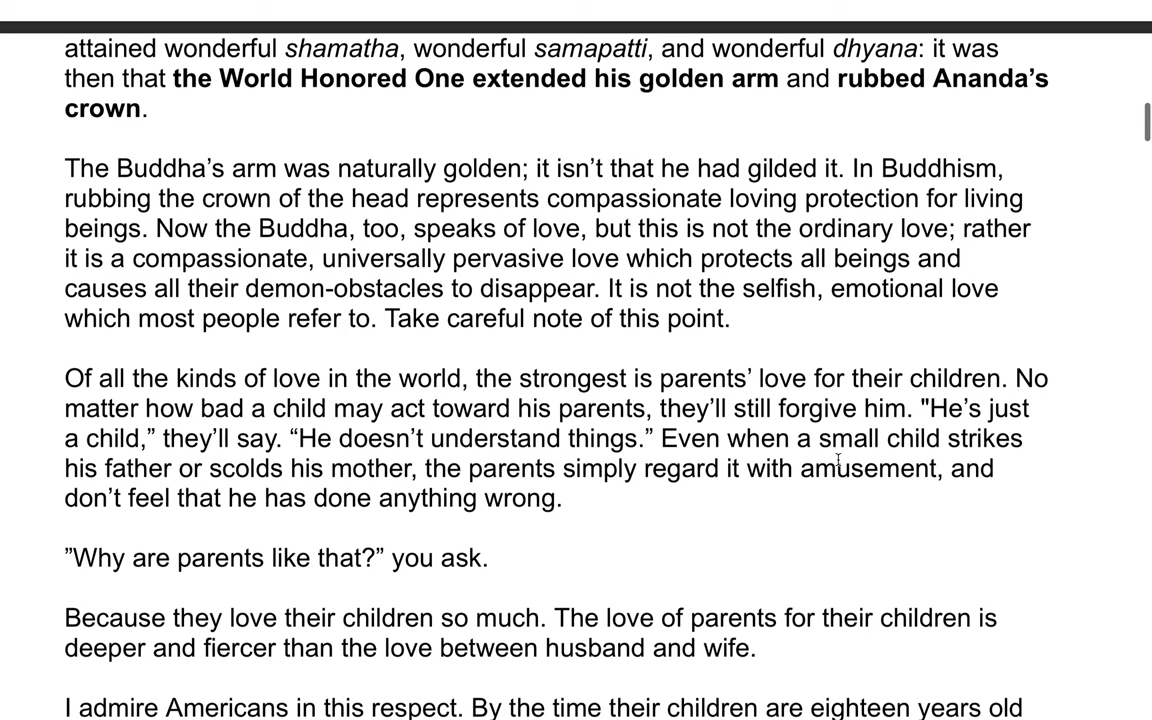 attained wonderful shamatha, wonderful samapatti, and wonderful dhyana: it was
then that the World Honored One extended his golden arm and rubbed Ananda’s
crown.
The Buddha’s arm was naturally golden; it isn’t that he had gilded it. In Buddhism,
rubbing the crown of the head represents compassionate loving protection for living
beings. Now the Buddha, too, speaks of love, but this is not the ordinary love; rather
it is a compassionate, universally pervasive love which protects all beings and
causes all their demon-obstacles to disappear. It is not the selfish, emotional love
which most people refer to. Take careful note of this point.
Of all the kinds of love in the world, the strongest is parents’ love for their children. No
matter how bad a child may act toward his parents, they’ll still forgive him. "He’s just
a child,” they’ll say. “He doesn’t understand things.” Even when a small child strikes
his father or scolds his mother, the parents simply regard it with amusement, and
don’t feel that he has done anything wrong.
”Why are parents like that?” you ask.
Because they love their children so much. The love of parents for their children is
deeper and fiercer than the love between husband and wife.
I admire Americans in this respect. By the time their children are eighteen years old